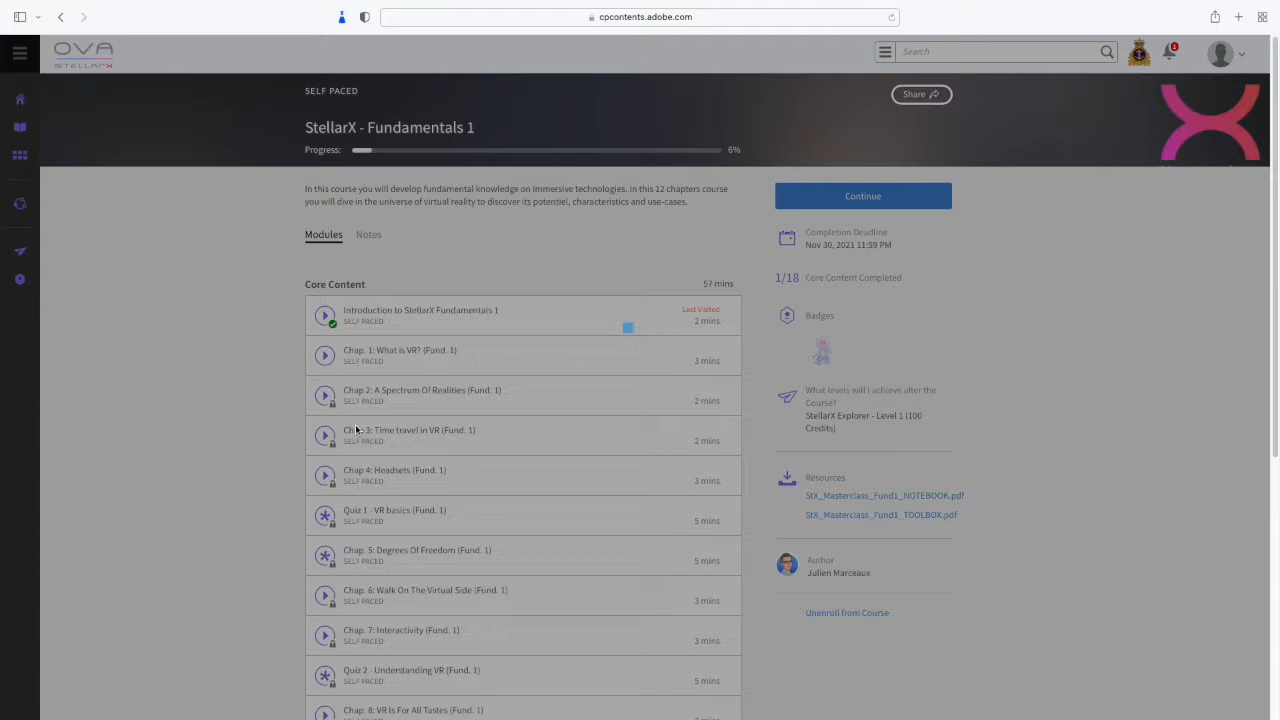 cpcontents.adobe.com
OVA
STELLARX
Search
1
SELF PACED
Share
StellarX - Fundamentals 1
Progress:
6%
In this course you will develop fundamental knowledge on immersive technologies. In this 12 chapters course
you will dive in the universe of virtual reality to discover its potentiel, characteristics and use-cases.
Continue
Completion Deadline
Nov 30, 2021 11:59 PM
Modules
Notes
1/18 Core Content Completed
Core Content
57 mins
Introduction to StellarX Fundamentals 1
SELF PACED
Last Visited
2 mins
Badges
Chap. 1: What is VR? (Fund. 1)
SELF PACED
3 mins
Chap 2: A Spectrum Of Realities (Fund. 1)
SELF PACED
2 mins
What levels will I achieve after the
Course?
StellarX Explorer - Level 1 (100
Credits)
3: Time travel in VR (Fund. 1)
SELF PACED
2 mins
Chap 4: Headsets (Fund. 1)
SELF PACED
3 mins
Resources
StX_Masterclass_Fund1_NOTEBOOK.pdf
StX_Masterclass_Fund1_TOOLBOX.pdf
Quiz 1 - VR basics (Fund. 1)
SELF PACED
5 mins
Chap. 5: Degrees Of Freedom (Fund. 1)
SELF PACED
5 mins
Author
Julien Marceaux
Chap. 6: Walk On The Virtual Side (Fund. 1)
SELF PACED
3 mins
Unenroll from Course
Chap. 7: Interactivity (Fund. 1)
SELF PACED
3 mins
Quiz 2 - Understanding VR (Fund. 1)
SELF PACED
5 mins
Chap. 8: VR Is For All Tastes (Fund. 1)